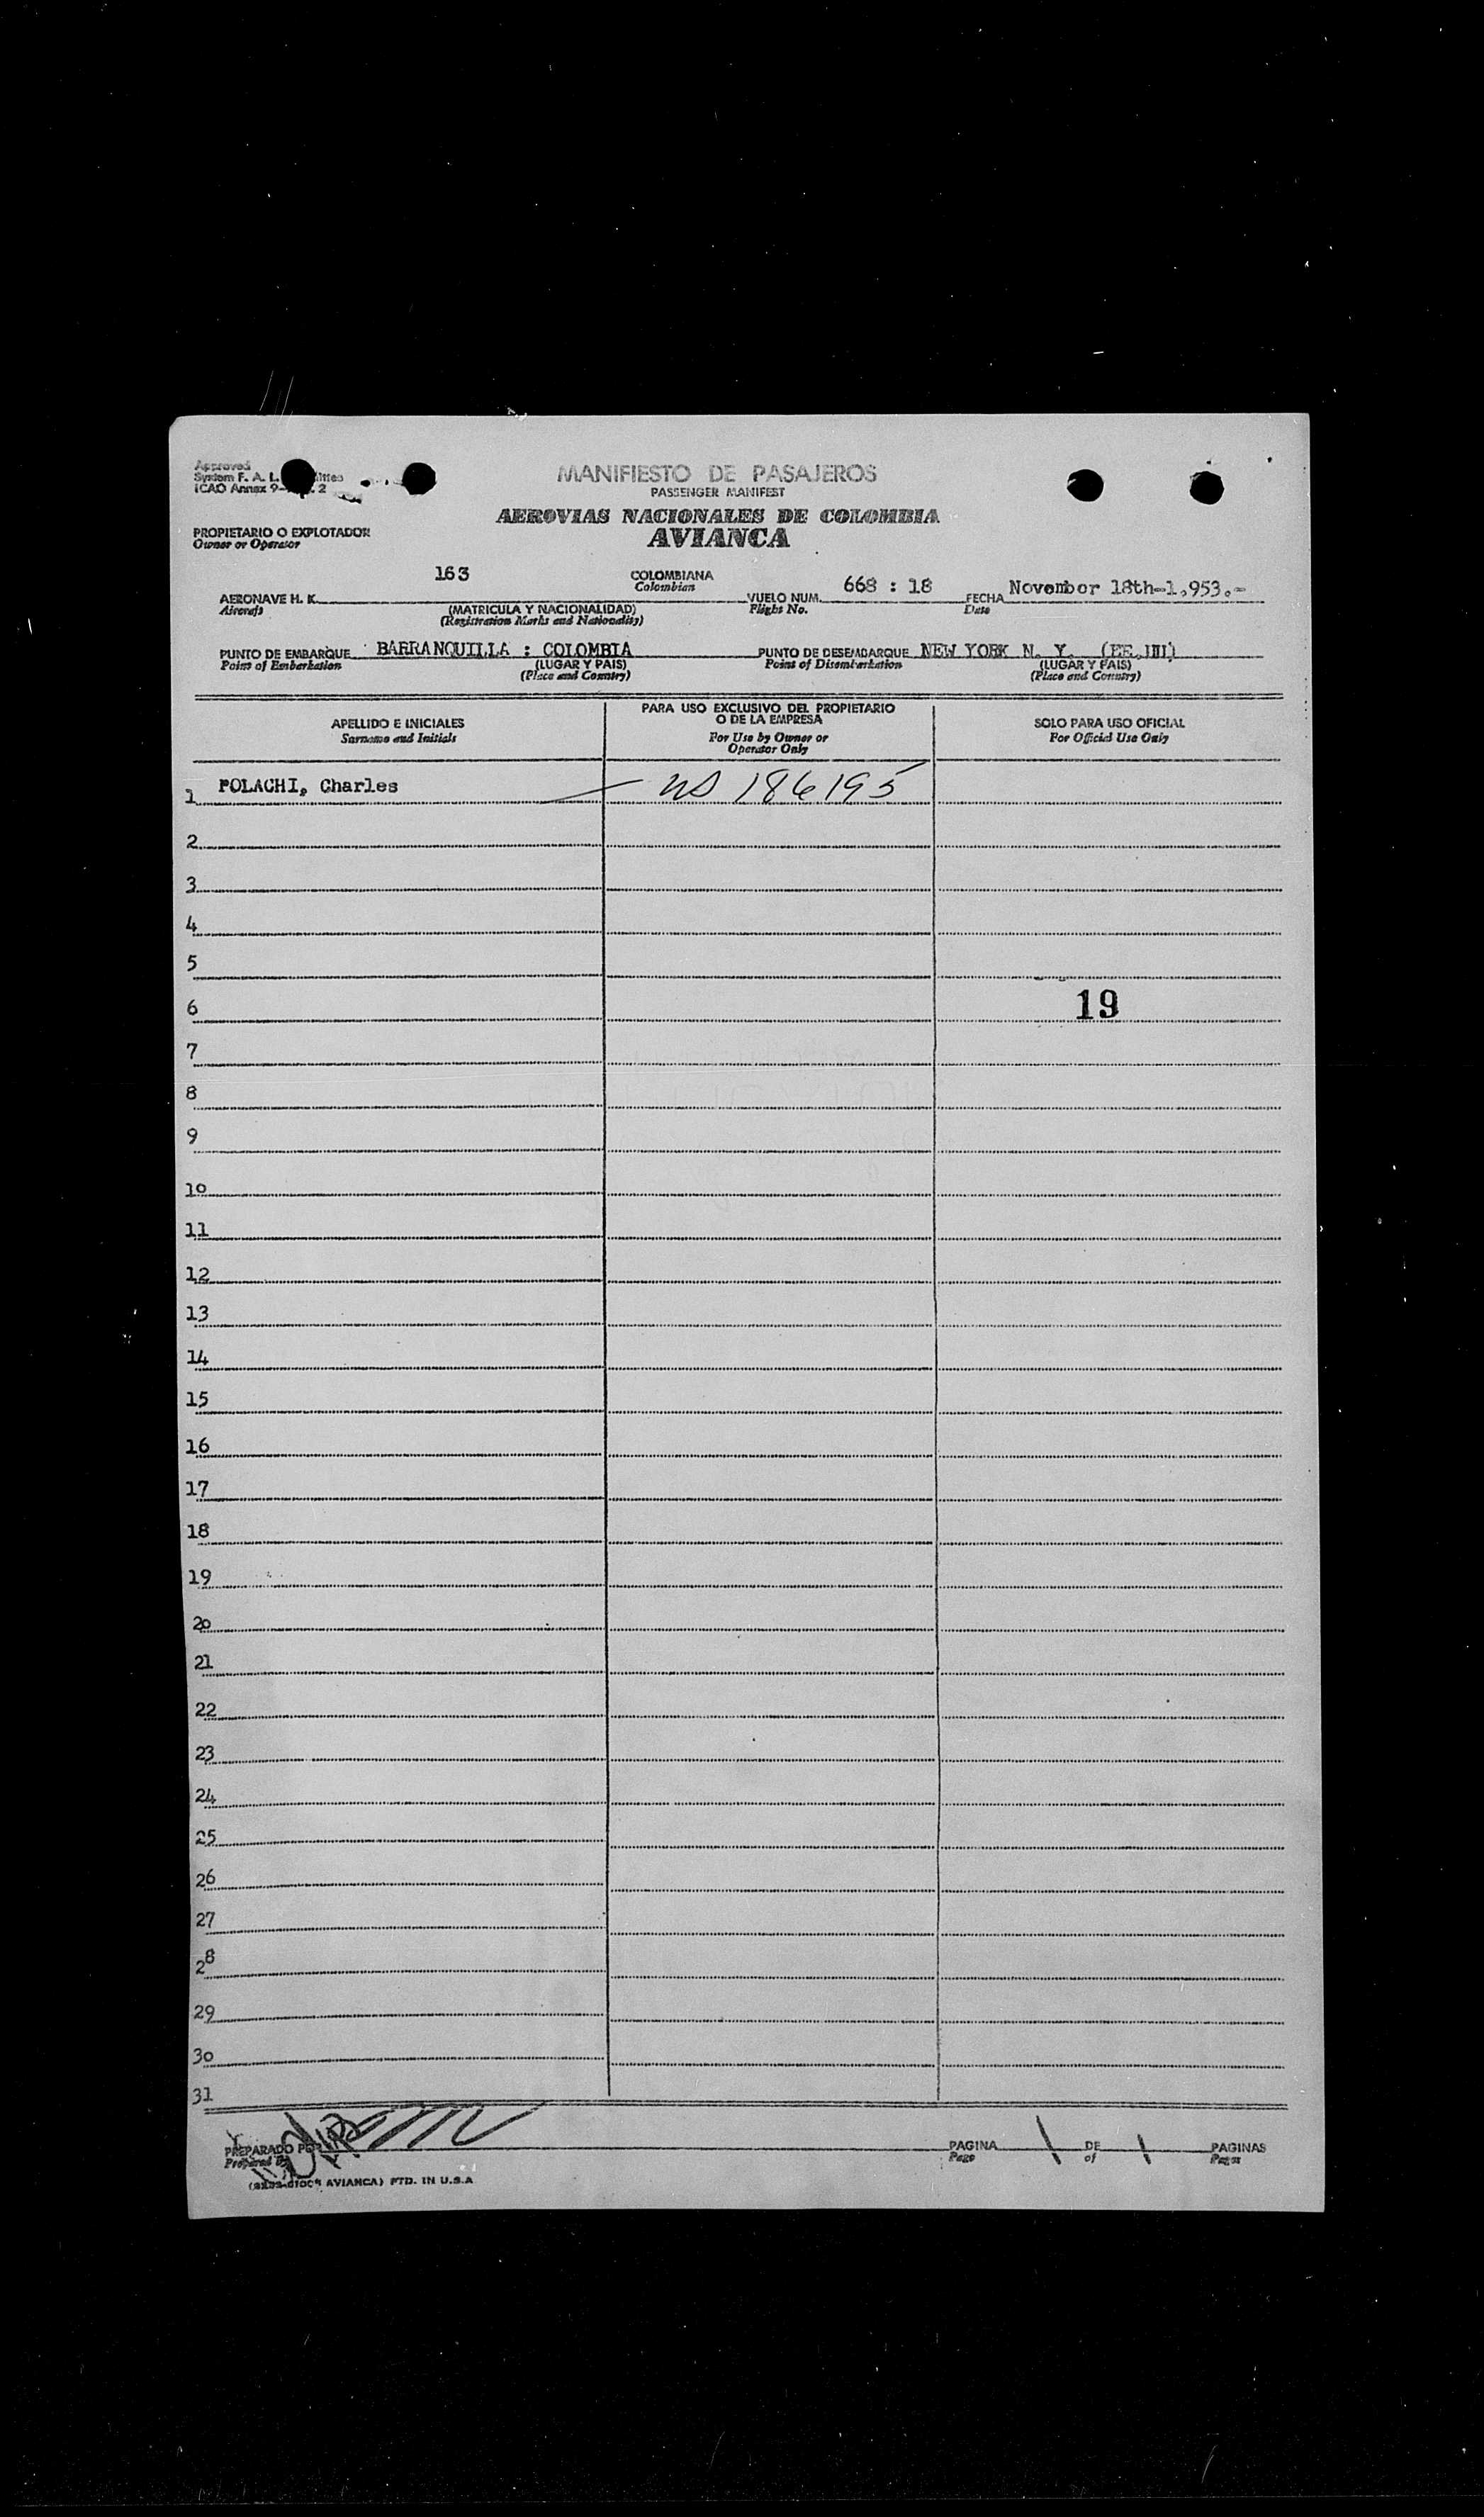 Approved
System F. A. L.
ICAO Annex 9
MANIFIESTO DE PASAJEROS
PASSENGER MANIFEST
AEROVIAS NACIONALES DE COLOMBIA
AVIANCA
PROPIETARIO O EXPLOTADOR
Owner or Operator
163 COLOMBIANA
Colombian
AERONAVE H. K. VUELO NUM. 668 : 18 FECHA November 18th-1,953.-
Aircraft (MATRICULA Y NACIONALIDAD) Flight No. Date
(Registration Marks and Nationality)
PUNTO DE EMBARQUE BARRANQUILLA : COLOMBIA PUNTO DE DESEMBARQUE NEW YORK N. Y. (EE.UU)
Point of Embarkation (LUGAR Y PAIS) Point of Disembarkation (LUGAR Y PAIS)
(Place and Country) (Place and Country)
APELLIDO E INICIALES
Surname and Initials
PARA USO EXCLUSIVO DEL PROPIETARIO
O DE LA EMPRESA
For Use by Owner or
Operator Only
SOLO PARA USO OFICIAL
For Official Use Only
1 POLACHI, Charles US 186195
2
3
4
5
6 19
7
8
9
10
11
12
13
14
15
16
17
18
19
20
21
22
23
24
25
26
27
28
29
30
31
PREPARADO POR PAGINA 1 DE 1 PAGINAS
Prepared By Page of Pages
AVIANCA) PTD. IN U.S.A